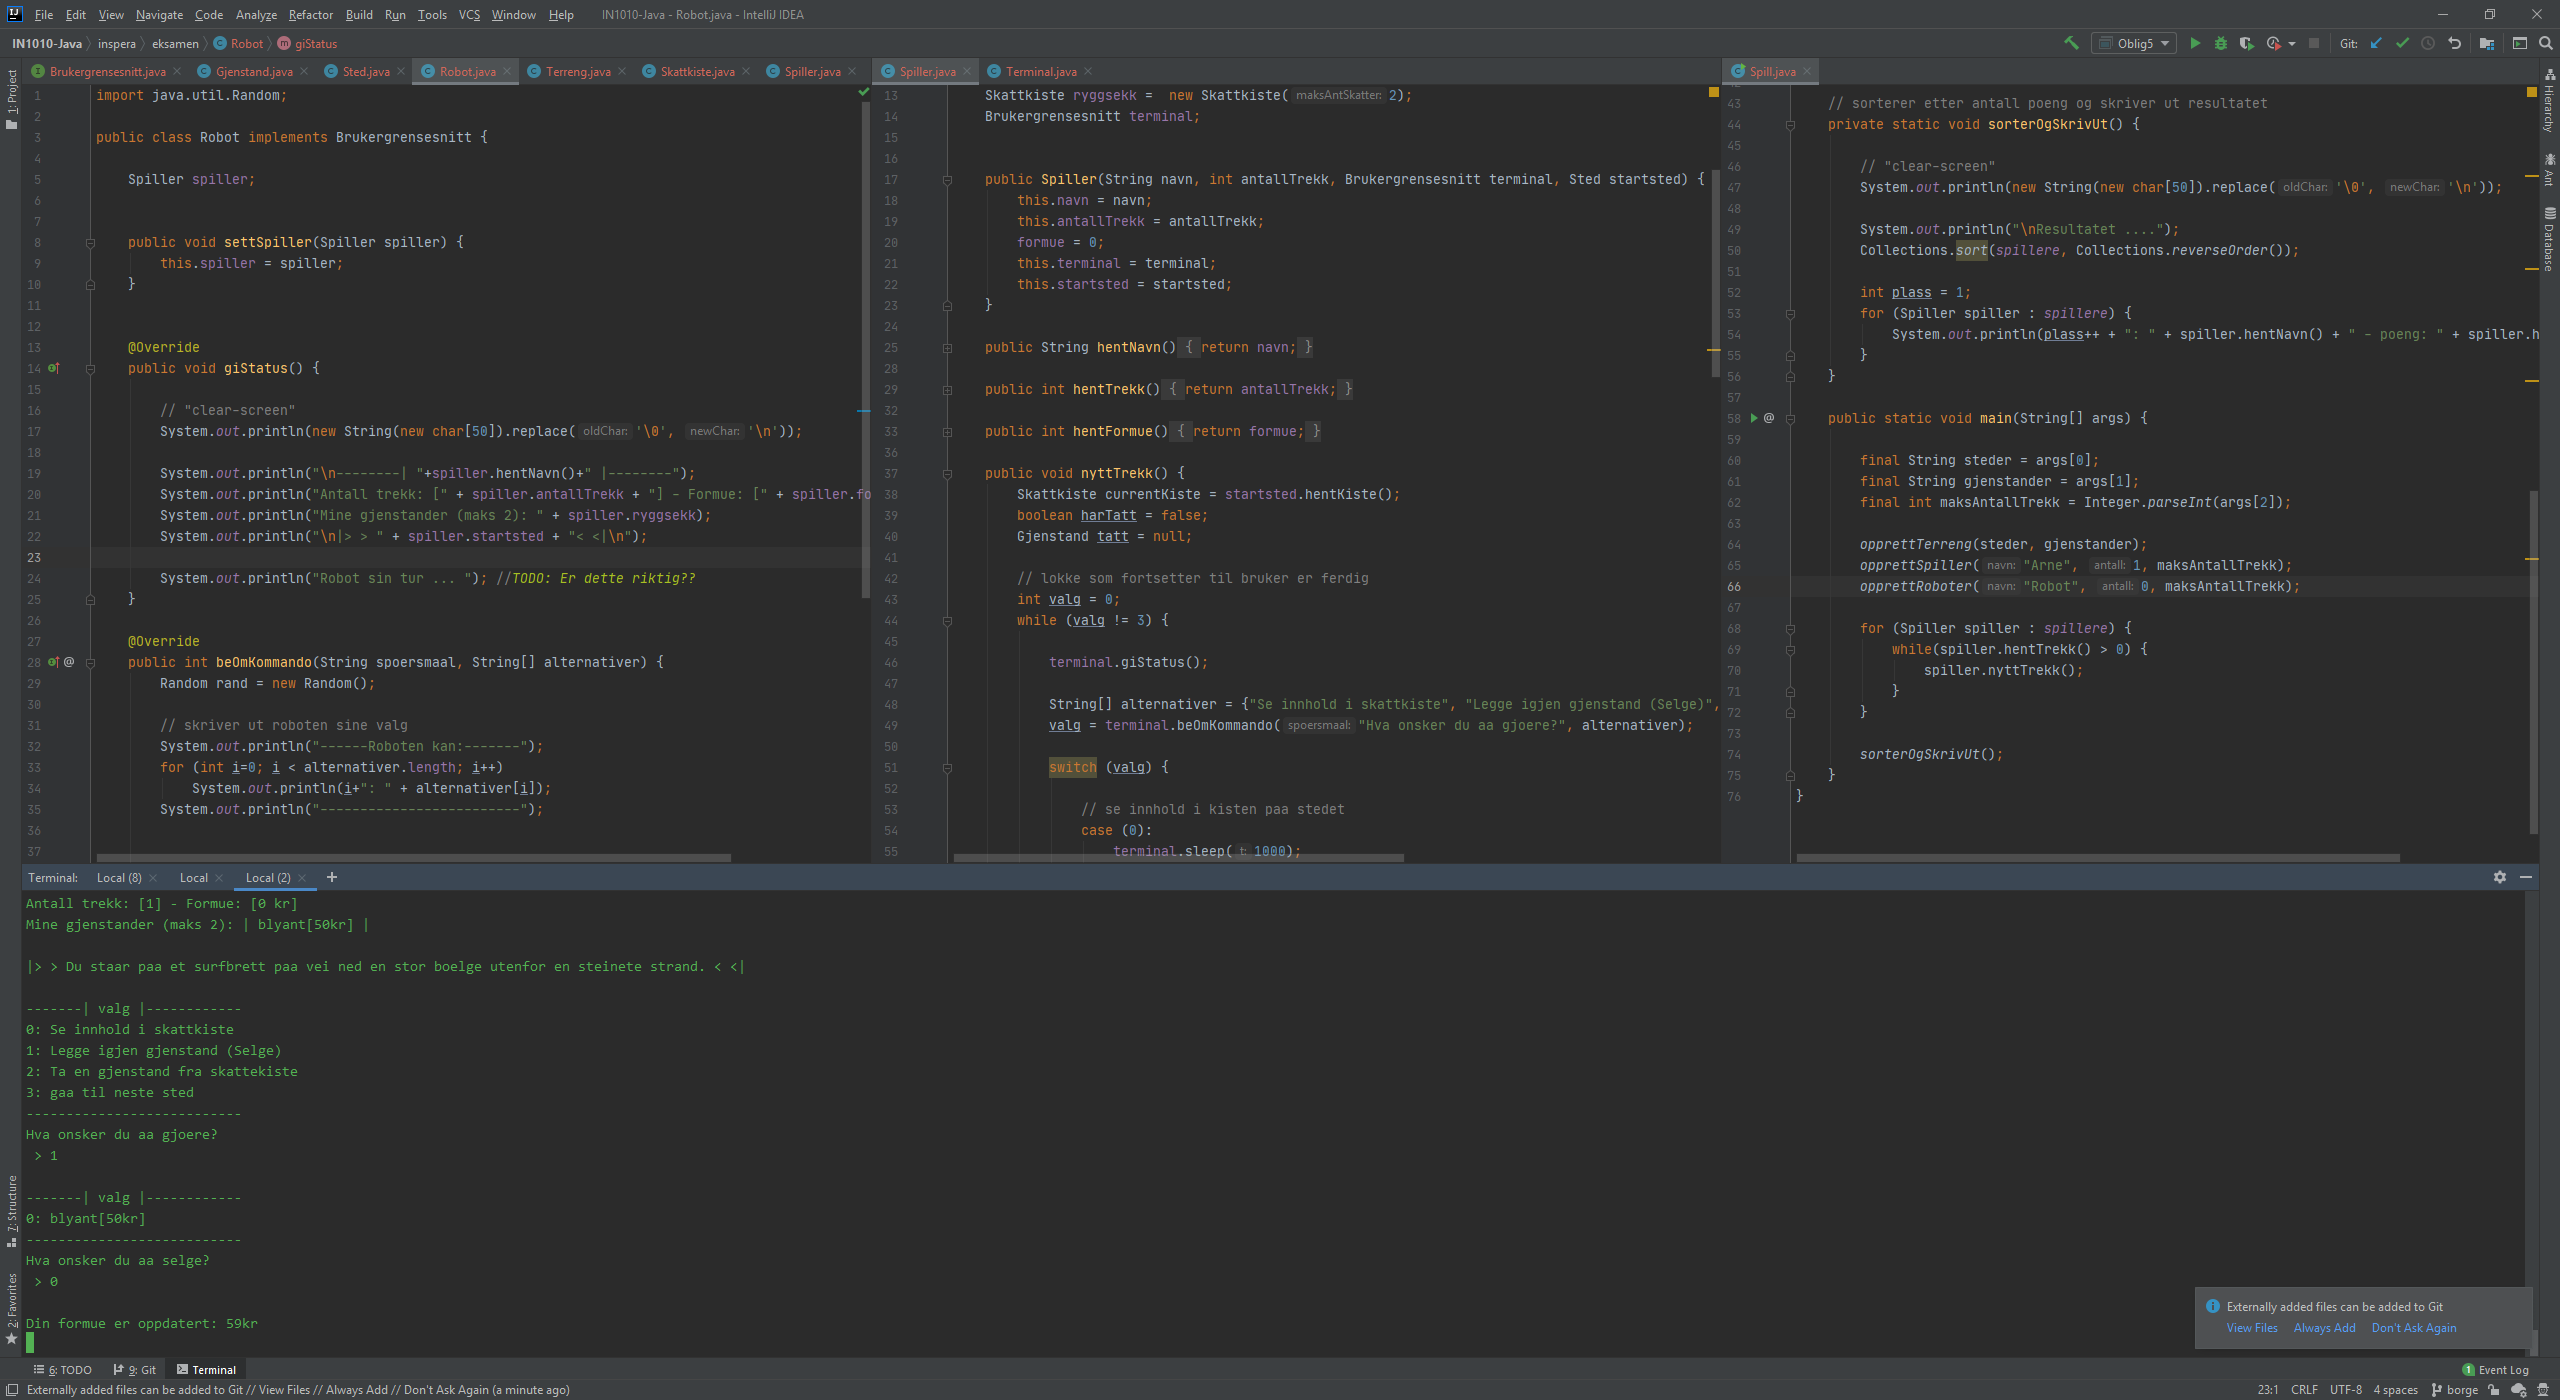 File Edit View Navigate Code Analyze Refactor Build Run Tools VCS Window Help IN1010-Java - Robot.java - IntelliJ IDEA
IN1010-Java inspera eksamen Robot giStatus Oblig5 Git:
Brukergrensesnitt.java Gjenstand.java Sted.java Robot.java Terreng.java Skattkiste.java Spiller.java Spiller.java Terminal.java Spill.java
1: Project
7: Structure
2: Favorites
1 import java.util.Random;
2
3 public class Robot implements Brukergrensesnitt {
4
5 Spiller spiller;
6
7
8 public void settSpiller(Spiller spiller) {
9 this.spiller = spiller;
10 }
11
12
13 @Override
14 public void giStatus() {
15
16 // "clear-screen"
17 System.out.println(new String(new char[50]).replace( oldChar: '\0', newChar: '\n'));
18
19 System.out.println("\n--------| "+spiller.hentNavn()+" |--------");
20 System.out.println("Antall trekk: [" + spiller.antallTrekk + "] - Formue: [" + spiller.fo
21 System.out.println("Mine gjenstander (maks 2): " + spiller.ryggsekk);
22 System.out.println("\n|> > " + spiller.startsted + "< <|\n");
23
24 System.out.println("Robot sin tur ... "); //TODO: Er dette riktig??
25 }
26
27 @Override
28 @ public int beOmKommando(String spoersmaal, String[] alternativer) {
29 Random rand = new Random();
30
31 // skriver ut roboten sine valg
32 System.out.println("------Roboten kan:-------");
33 for (int i=0; i < alternativer.length; i++)
34 System.out.println(i+": " + alternativer[i]);
35 System.out.println("-------------------------");
36
37
13 Skattkiste ryggsekk =  new Skattkiste( maksAntSkatter: 2);
14 Brukergrensesnitt terminal;
15
16
17 public Spiller(String navn, int antallTrekk, Brukergrensesnitt terminal, Sted startsted) {
18 this.navn = navn;
19 this.antallTrekk = antallTrekk;
20 formue = 0;
21 this.terminal = terminal;
22 this.startsted = startsted;
23 }
24
25 public String hentNavn() { return navn; }
28
29 public int hentTrekk() { return antallTrekk; }
32
33 public int hentFormue() { return formue; }
36
37 public void nyttTrekk() {
38 Skattkiste currentKiste = startsted.hentKiste();
39 boolean harTatt = false;
40 Gjenstand tatt = null;
41
42 // lokke som fortsetter til bruker er ferdig
43 int valg = 0;
44 while (valg != 3) {
45
46 terminal.giStatus();
47
48 String[] alternativer = {"Se innhold i skattkiste", "Legge igjen gjenstand (Selge)",
49 valg = terminal.beOmKommando( spoersmaal: "Hva onsker du aa gjoere?", alternativer);
50
51 switch (valg) {
52
53 // se innhold i kisten paa stedet
54 case (0):
55 terminal.sleep( t: 1000);
43 // sorterer etter antall poeng og skriver ut resultatet
44 private static void sorterOgSkrivUt() {
45
46 // "clear-screen"
47 System.out.println(new String(new char[50]).replace( oldChar: '\0', newChar: '\n'));
48
49 System.out.println("\nResultatet ....");
50 Collections.sort(spillere, Collections.reverseOrder());
51
52 int plass = 1;
53 for (Spiller spiller : spillere) {
54 System.out.println(plass++ + ": " + spiller.hentNavn() + " - poeng: " + spiller.h
55 }
56 }
57
58 @ public static void main(String[] args) {
59
60 final String steder = args[0];
61 final String gjenstander = args[1];
62 final int maksAntallTrekk = Integer.parseInt(args[2]);
63
64 opprettTerreng(steder, gjenstander);
65 opprettSpiller( navn: "Arne", antall: 1, maksAntallTrekk);
66 opprettRoboter( navn: "Robot", antall: 0, maksAntallTrekk);
67
68 for (Spiller spiller : spillere) {
69 while(spiller.hentTrekk() > 0) {
70 spiller.nyttTrekk();
71 }
72 }
73
74 sorterOgSkrivUt();
75 }
76 }
Hierarchy
Ant
Database
Terminal: Local (8) Local Local (2) +
Antall trekk: [1] - Formue: [0 kr]
Mine gjenstander (maks 2): | blyant[50kr] |
|> > Du staar paa et surfbrett paa vei ned en stor boelge utenfor en steinete strand. < <|
-------| valg |------------
0: Se innhold i skattkiste
1: Legge igjen gjenstand (Selge)
2: Ta en gjenstand fra skattekiste
3: gaa til neste sted
---------------------------
Hva onsker du aa gjoere?
> 1
-------| valg |------------
0: blyant[50kr]
---------------------------
Hva onsker du aa selge?
> 0
Din formue er oppdatert: 59kr
Externally added files can be added to Git
View Files Always Add Don't Ask Again
6: TODO 9: Git Terminal 1 Event Log
Externally added files can be added to Git // View Files // Always Add // Don't Ask Again (a minute ago) 23:1 CRLF UTF-8 4 spaces borge